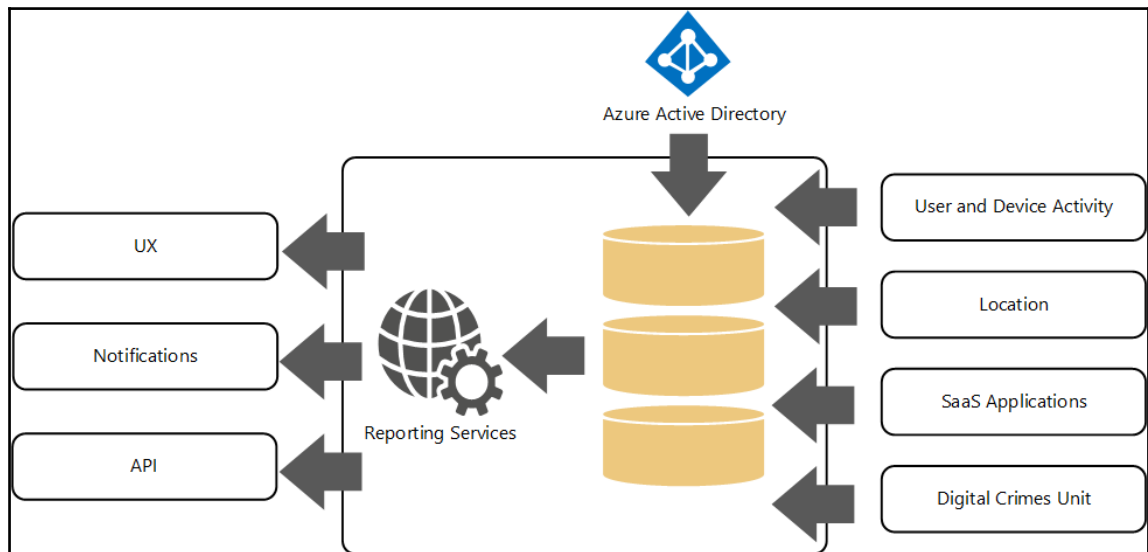 Azure Active Directory
User and Device Activity
UX
Location
Notifications
SaaS Applications
Reporting Services
API
Digital Crimes Unit